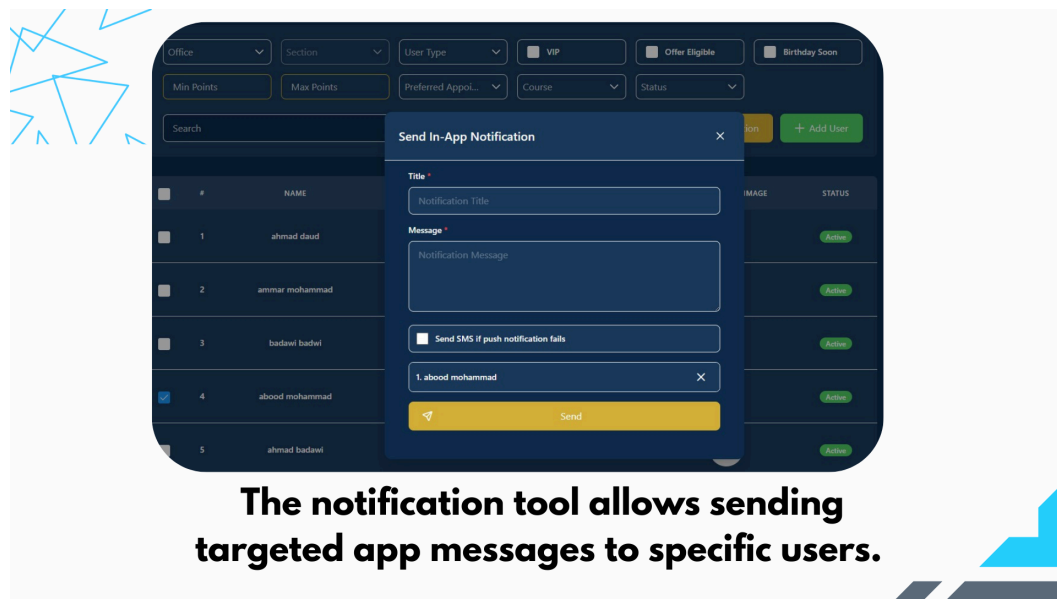 Office
Section
User Type
VIP
Offer Eligible
Birthday Soon
Min Points
Max Points
Preferred Appoi...
Course
Status
Search
+ Add User
Send In-App Notification
Title *
Notification Title
Message *
Notification Message
Send SMS if push notification fails
1. abood mohammad
Send
# NAME IMAGE STATUS
1 ahmad daud Active
2 ammar mohammad Active
3 badawi badwi Active
4 abood mohammad Active
5 ahmad badawi Active
The notification tool allows sending
targeted app messages to specific users.